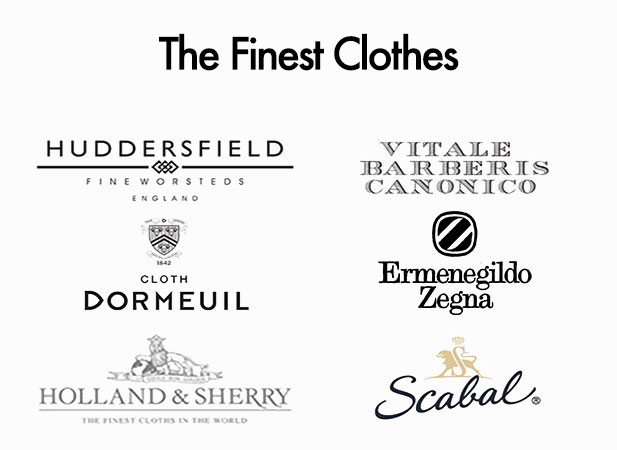 The Finest Clothes
HUDDERSFIELD
FINE WORSTEDS
ENGLAND
1842
CLOTH
DORMEUIL
HOLLAND & SHERRY
THE FINEST CLOTHS IN THE WORLD
VITALE
BARBERIS
CANONICO
Ermenegildo
Zegna
Scabal®